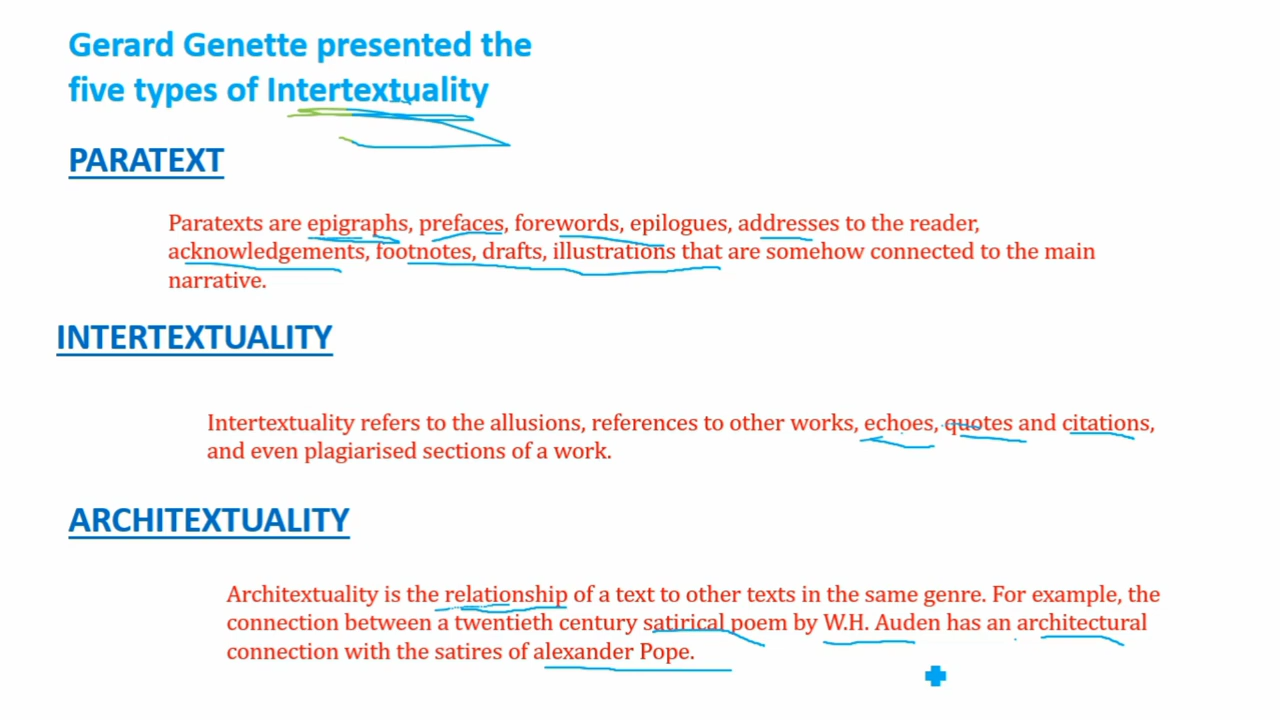 Gerard Genette presented the
five types of Intertextuality
PARATEXT
Paratexts are epigraphs, prefaces, forewords, epilogues, addresses to the reader,
acknowledgements, footnotes, drafts, illustrations that are somehow connected to the main
narrative.
INTERTEXTUALITY
Intertextuality refers to the allusions, references to other works, echoes, quotes and citations,
and even plagiarised sections of a work.
ARCHITEXTUALITY
Architextuality is the relationship of a text to other texts in the same genre. For example, the
connection between a twentieth century satirical poem by W.H. Auden has an architectural
connection with the satires of alexander Pope.